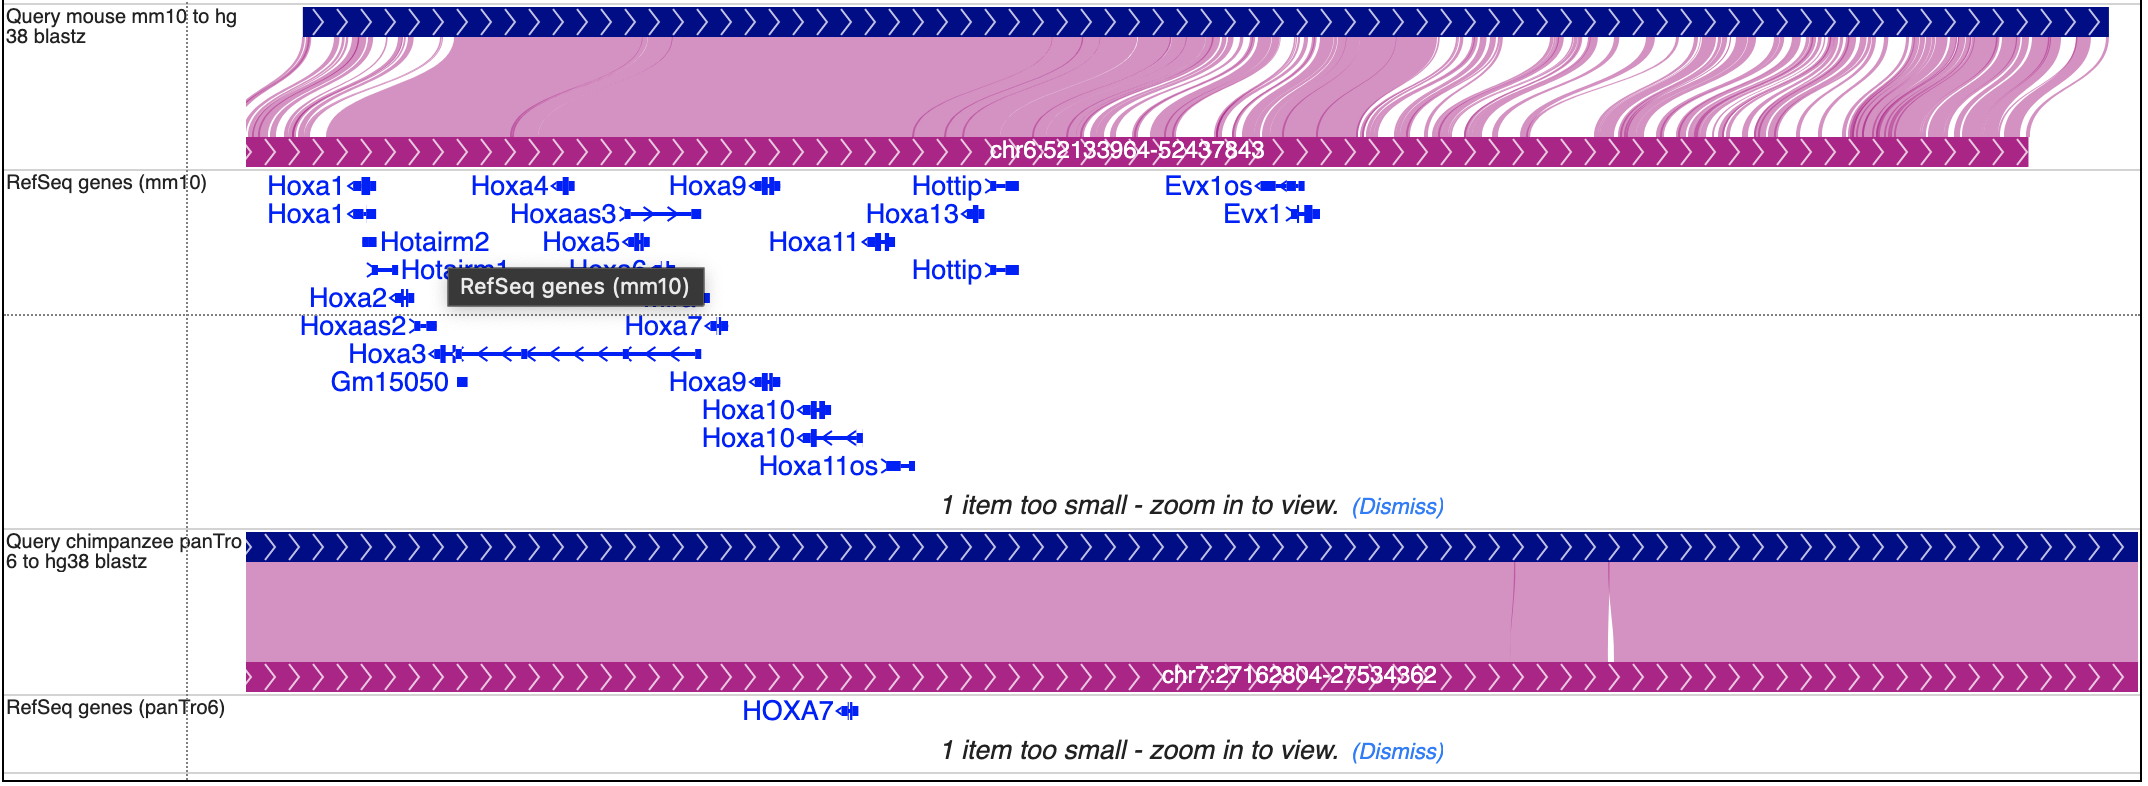 Query mouse mm10 to hg
38 blastz
chr6:52133964-52437843
RefSeq genes (mm10)
Hoxa1 Hoxa4 Hoxa9 Hottip Evx1os
Hoxa1 Hoxaas3 Hoxa13 Evx1
Hotairm2 Hoxa5 Hoxa11
Hotairm1 Hoxa6 Hottip
RefSeq genes (mm10)
Hoxa2
Hoxaas2 Hoxa7
Hoxa3
Gm15050 Hoxa9
Hoxa10
Hoxa10
Hoxa11os
1 item too small - zoom in to view. (Dismiss)
Query chimpanzee panTro
6 to hg38 blastz
chr7:27162804-27534362
RefSeq genes (panTro6)
HOXA7
1 item too small - zoom in to view. (Dismiss)